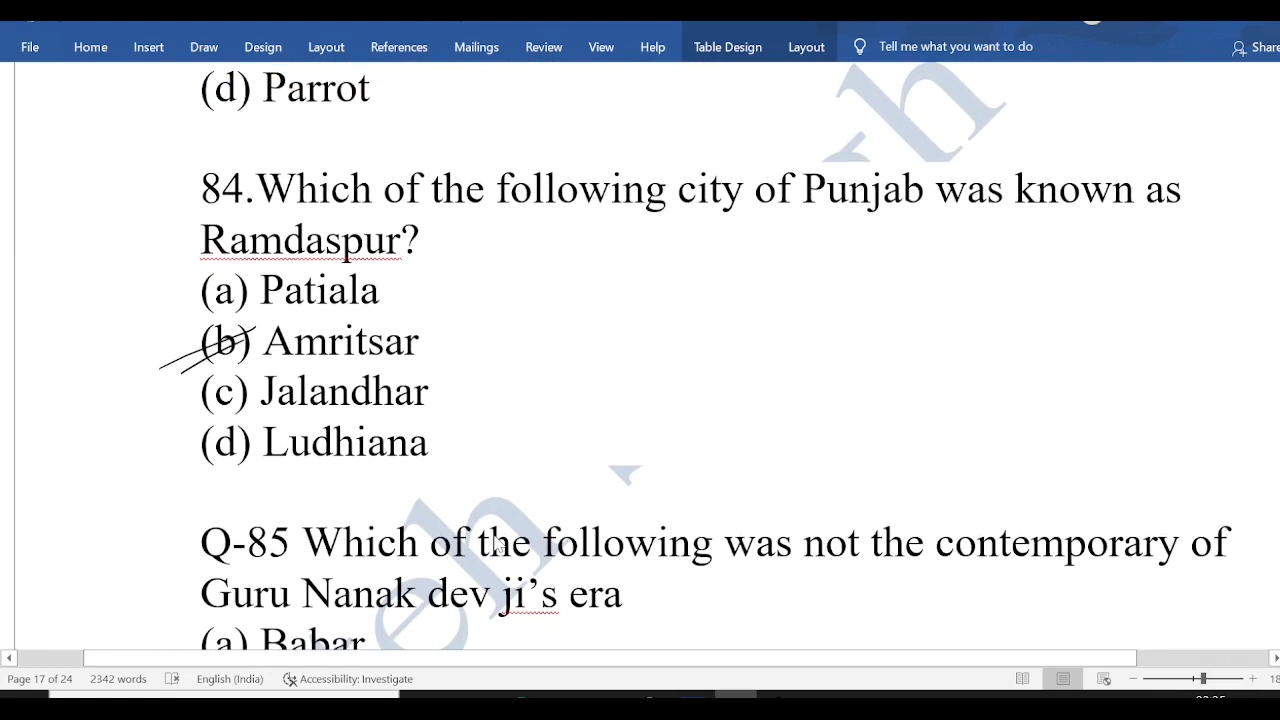 File Home Insert Draw Design Layout References Mailings Review View Help Table Design Layout Tell me what you want to do Share
(d) Parrot
84.Which of the following city of Punjab was known as
Ramdaspur?
(a) Patiala
(b) Amritsar
(c) Jalandhar
(d) Ludhiana
Q-85 Which of the following was not the contemporary of
Guru Nanak dev ji’s era
(a) Babar
Page 17 of 24 2342 words English (India) Accessibility: Investigate